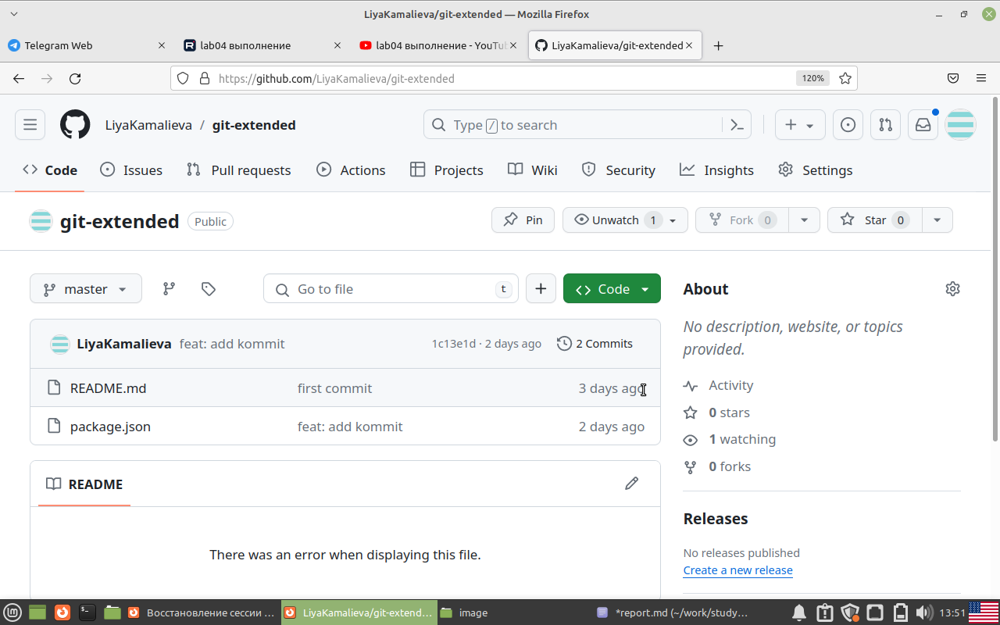 LiyaKamalieva/git-extended — Mozilla Firefox
Telegram Web
lab04 выполнение
lab04 выполнение - YouTu
LiyaKamalieva/git-extended
https://github.com/LiyaKamalieva/git-extended
120%
LiyaKamalieva / git-extended
Type / to search
Code
Issues
Pull requests
Actions
Projects
Wiki
Security
Insights
Settings
git-extended
Public
Pin
Unwatch 1
Fork 0
Star 0
master
Go to file
t
Code
LiyaKamalieva feat: add kommit
1c13e1d · 2 days ago
2 Commits
README.md first commit 3 days ago
package.json feat: add kommit 2 days ago
README
There was an error when displaying this file.
About
No description, website, or topics
provided.
Activity
0 stars
1 watching
0 forks
Releases
No releases published
Create a new release
Восстановление сессии ...
LiyaKamalieva/git-extend...
image
*report.md (~/work/study...
13:51